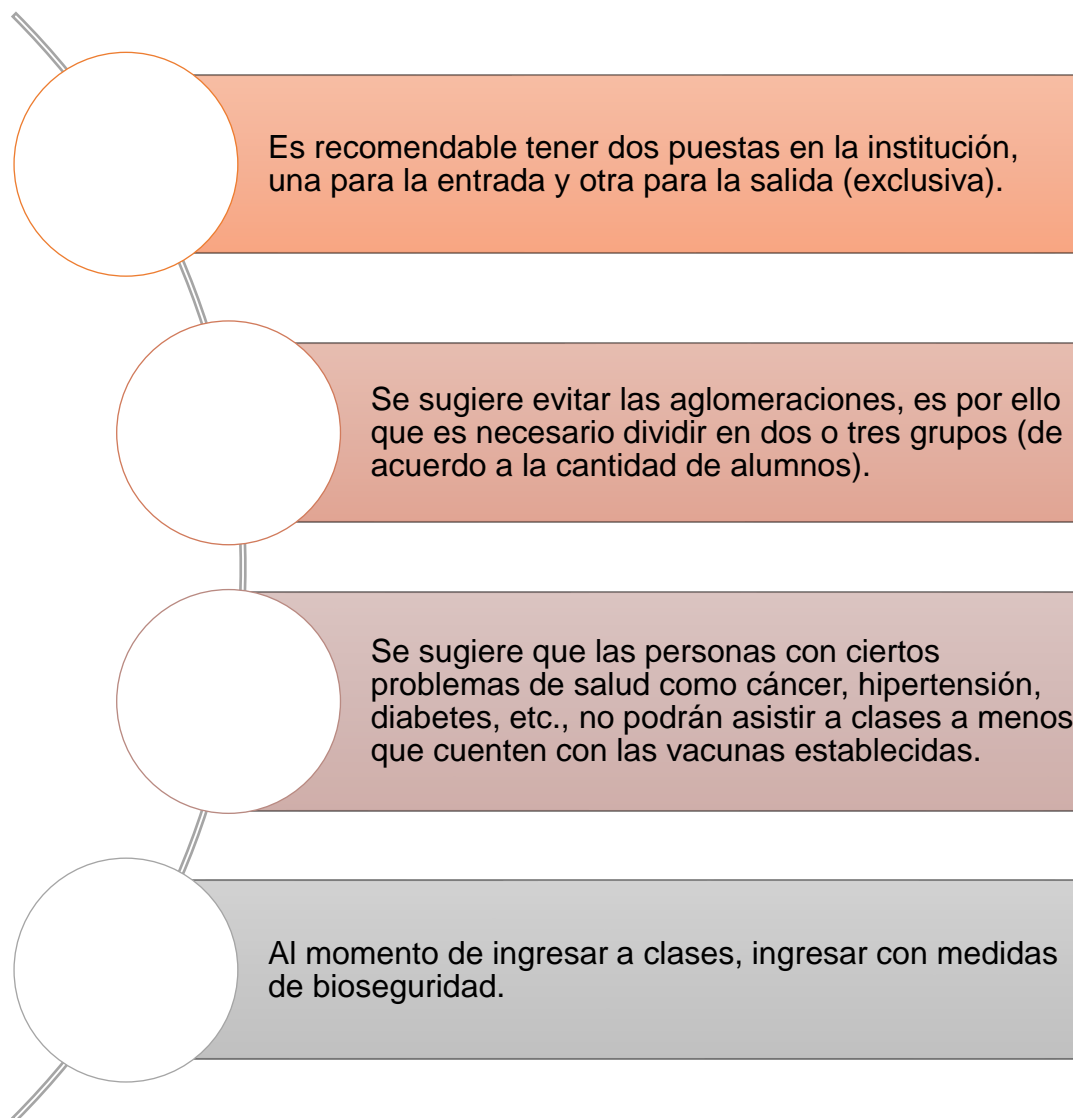 Es recomendable tener dos puestas en la institución,
una para la entrada y otra para la salida (exclusiva).
Se sugiere evitar las aglomeraciones, es por ello
que es necesario dividir en dos o tres grupos (de
acuerdo a la cantidad de alumnos).
Se sugiere que las personas con ciertos
problemas de salud como cáncer, hipertensión,
diabetes, etc., no podrán asistir a clases a menos
que cuenten con las vacunas establecidas.
Al momento de ingresar a clases, ingresar con medidas
de bioseguridad.